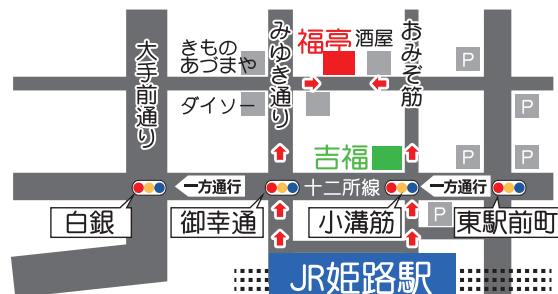 大手前通り
きもの
あづまや
ダイソー
みゆき通り
福亭
酒屋
おみぞ筋
P
P
吉福
P
P
一方通行
十二所線
一方通行
白銀
御幸通
小溝筋
P
東駅前町
JR姫路駅